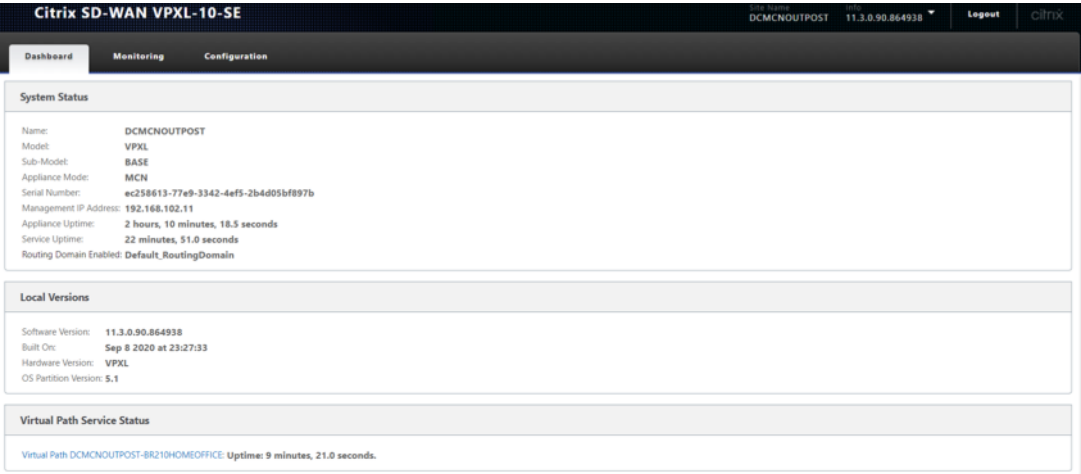 Citrix SD-WAN VPXL-10-SE
Site Name
DCMCNOUTPOST
Info
11.3.0.90.864938
Logout
citrix
Dashboard Monitoring Configuration
System Status
Name: DCMCNOUTPOST
Model: VPXL
Sub-Model: BASE
Appliance Mode: MCN
Serial Number: ec258613-77e9-3342-4ef5-2b4d05bf897b
Management IP Address: 192.168.102.11
Appliance Uptime: 2 hours, 10 minutes, 18.5 seconds
Service Uptime: 22 minutes, 51.0 seconds
Routing Domain Enabled: Default_RoutingDomain
Local Versions
Software Version: 11.3.0.90.864938
Built On: Sep 8 2020 at 23:27:33
Hardware Version: VPXL
OS Partition Version: 5.1
Virtual Path Service Status
Virtual Path DCMCNOUTPOST-BR210HOMEOFFICE: Uptime: 9 minutes, 21.0 seconds.